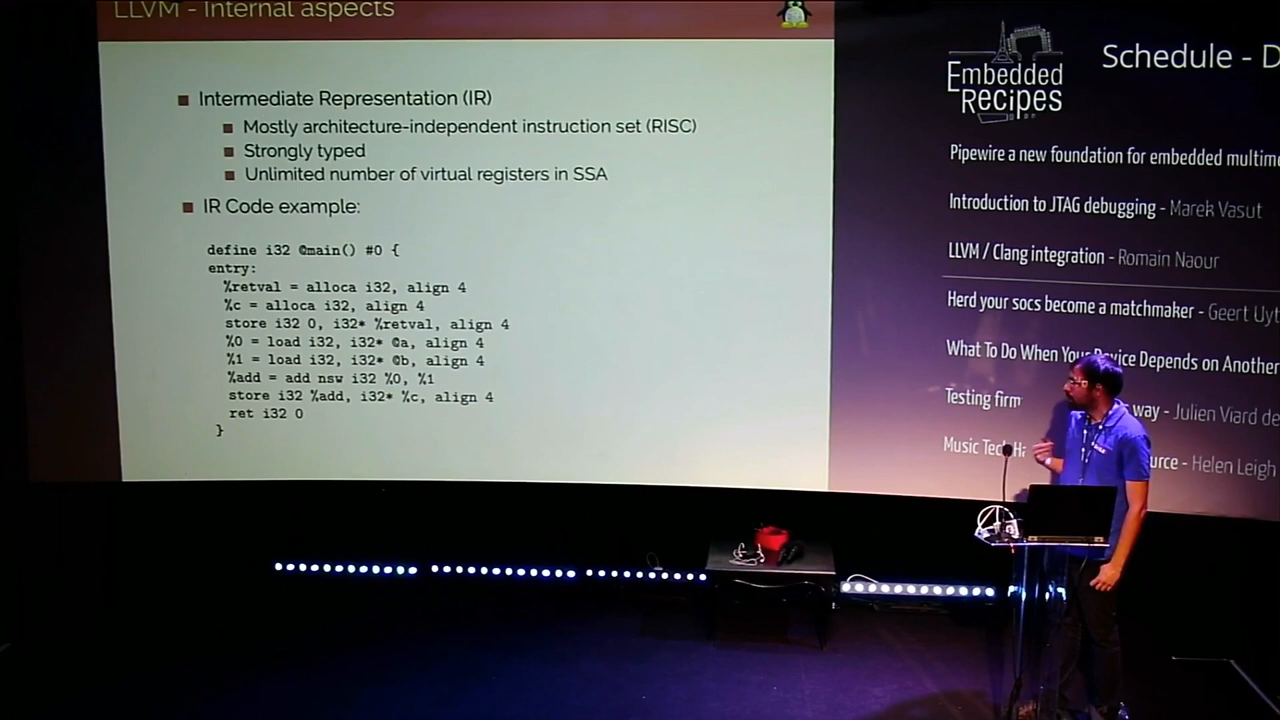 LLVM - Internal aspects
Intermediate Representation (IR)
Mostly architecture-independent instruction set (RISC)
Strongly typed
Unlimited number of virtual registers in SSA
IR Code example:
define i32 @main() #0 {
entry:
%retval = alloca i32, align 4
%c = alloca i32, align 4
store i32 0, i32* %retval, align 4
%0 = load i32, i32* @a, align 4
%1 = load i32, i32* @b, align 4
%add = add nsw i32 %0, %1
store i32 %add, i32* %c, align 4
ret i32 0
}
Embedded
Recipes
Schedule - D
Pipewire a new foundation for embedded multime
Introduction to JTAG debugging - Marek Vasut
LLVM / Clang integration - Romain Naour
Herd your socs become a matchmaker - Geert Uyt
What To Do When Your Device Depends on Another
Testing firm way - Julien Viard de
Music Tech Ha urce - Helen Leigh